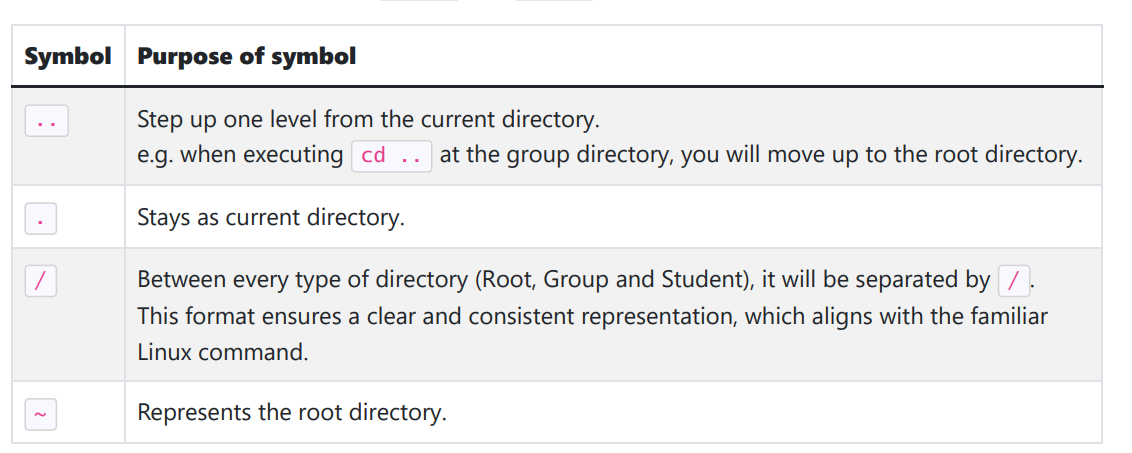 Symbol Purpose of symbol
.. Step up one level from the current directory.
e.g. when executing cd .. at the group directory, you will move up to the root directory.
. Stays as current directory.
/ Between every type of directory (Root, Group and Student), it will be separated by /.
This format ensures a clear and consistent representation, which aligns with the familiar
Linux command.
~ Represents the root directory.